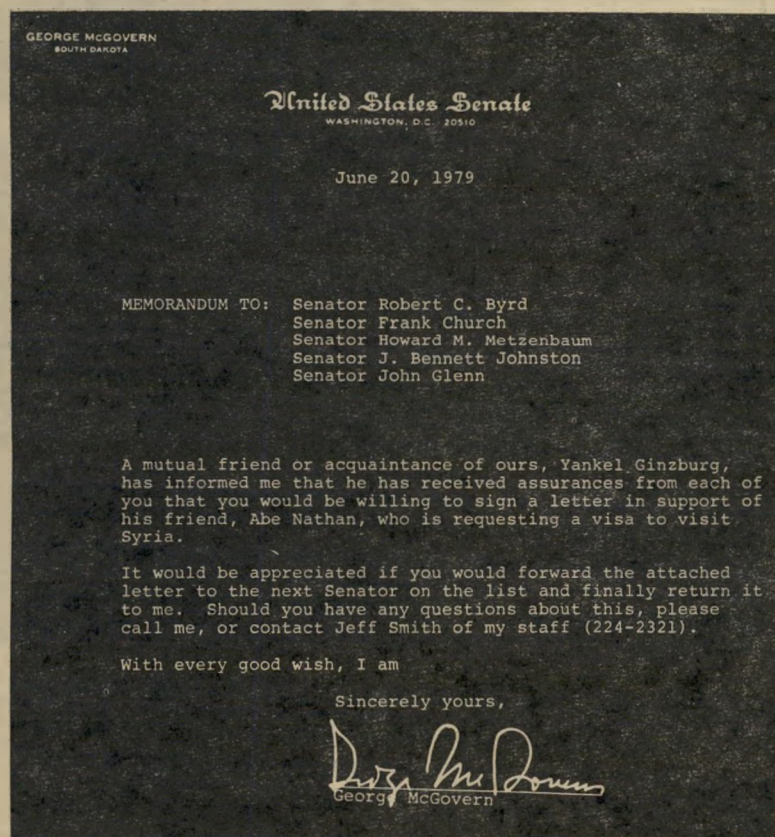 GEORGE McGOVERN
SOUTH DAKOTA
United States Senate
WASHINGTON, D.C. 20510
June 20, 1979
MEMORANDUM TO: Senator Robert C. Byrd
Senator Frank Church
Senator Howard M. Metzenbaum
Senator J. Bennett Johnston
Senator John Glenn
A mutual friend or acquaintance of ours, Yankel Ginzburg,
has informed me that he has received assurances from each of
you that you would be willing to sign a letter in support of
his friend, Abe Nathan, who is requesting a visa to visit
Syria.
It would be appreciated if you would forward the attached
letter to the next Senator on the list and finally return it
to me. Should you have any questions about this, please
call me, or contact Jeff Smith of my staff (224-2321).
With every good wish, I am
Sincerely yours,
George McGovern
George McGovern